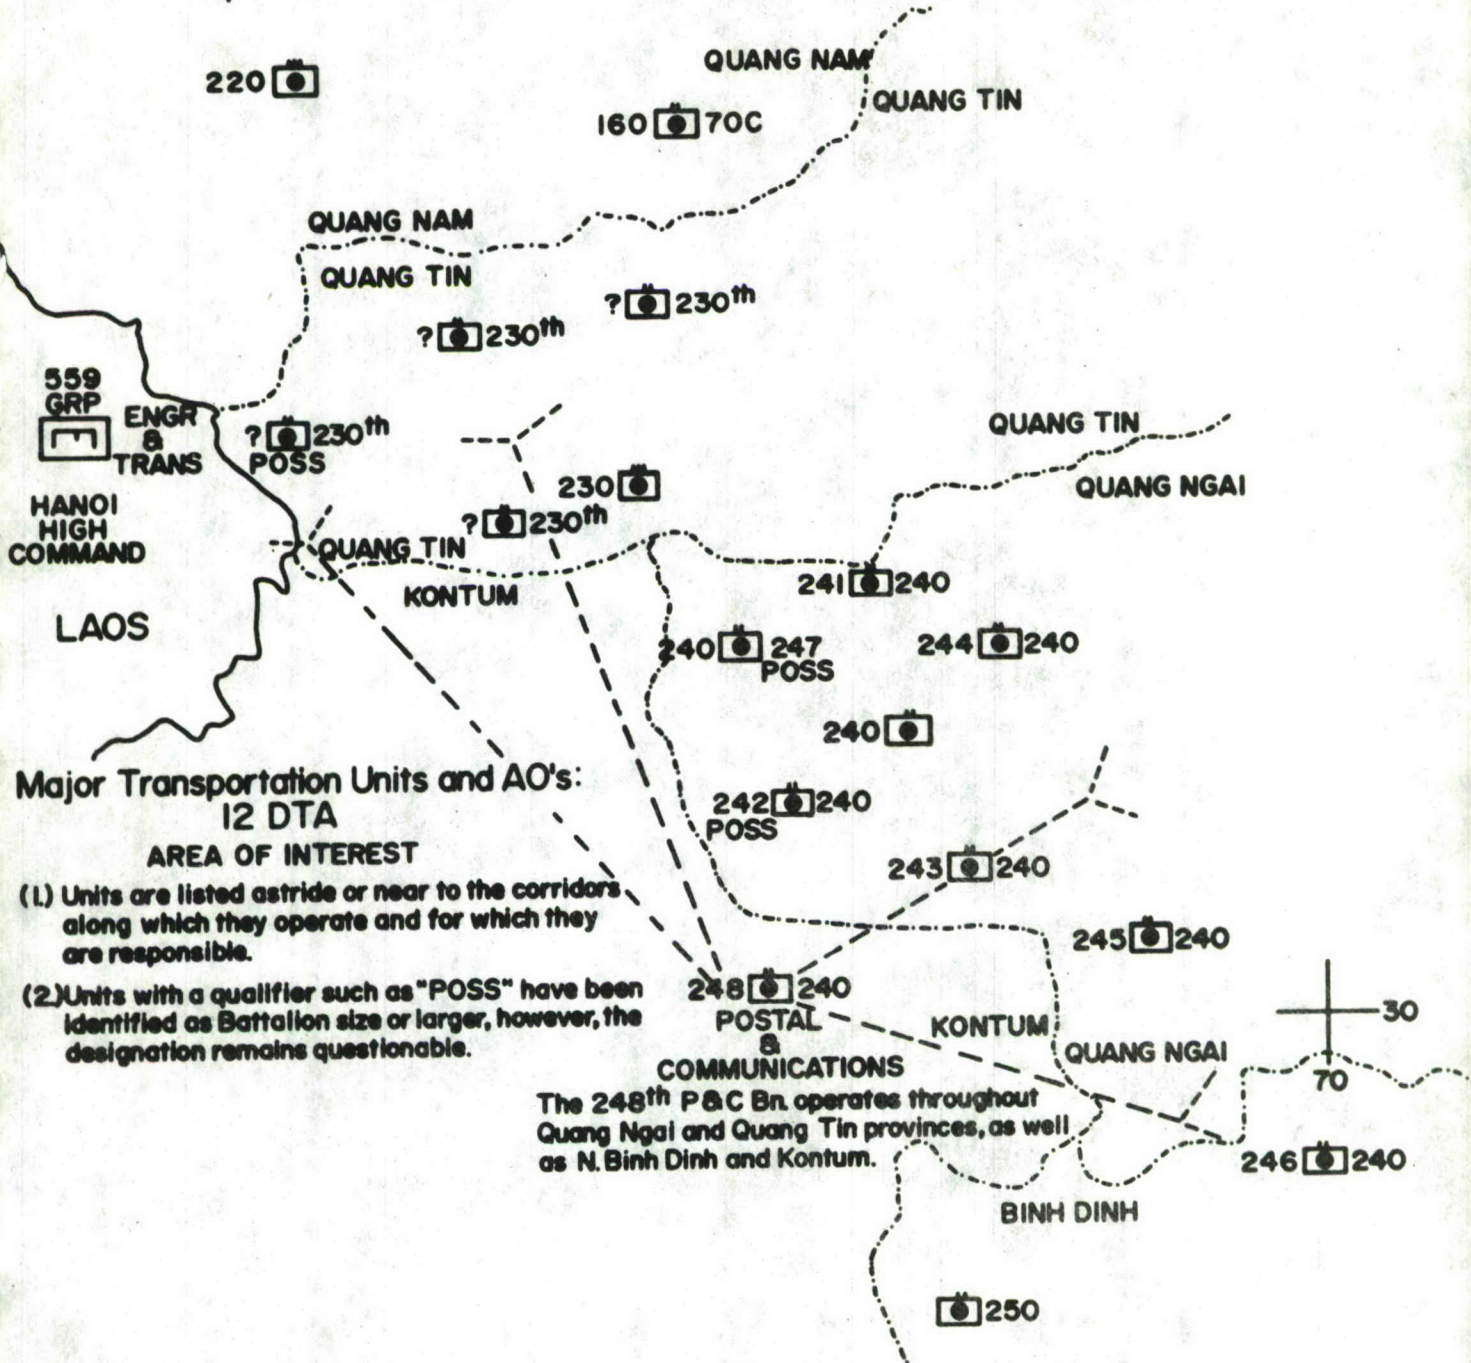 QUANG NAM
220
QUANG TIN
160 70C
QUANG NAM
QUANG TIN
? 230th
? 230th
559
GRP
ENGR
&
TRANS
? 230th
POSS
QUANG TIN
QUANG NGAI
230
HANOI
HIGH
COMMAND
? 230th
QUANG TIN
KONTUM
241 240
LAOS
240 247
POSS
244 240
240
Major Transportation Units and AO's:
12 DTA
AREA OF INTEREST
242 240
POSS
243 240
(1.) Units are listed astride or near to the corridors
along which they operate and for which they
are responsible.
245 240
(2.) Units with a qualifier such as "POSS" have been
identified as Battalion size or larger, however, the
designation remains questionable.
248 240
POSTAL
&
COMMUNICATIONS
KONTUM
QUANG NGAI
30
70
The 248th P&C Bn. operates throughout
Quang Ngai and Quang Tin provinces, as well
as N. Binh Dinh and Kontum.
246 240
BINH DINH
250